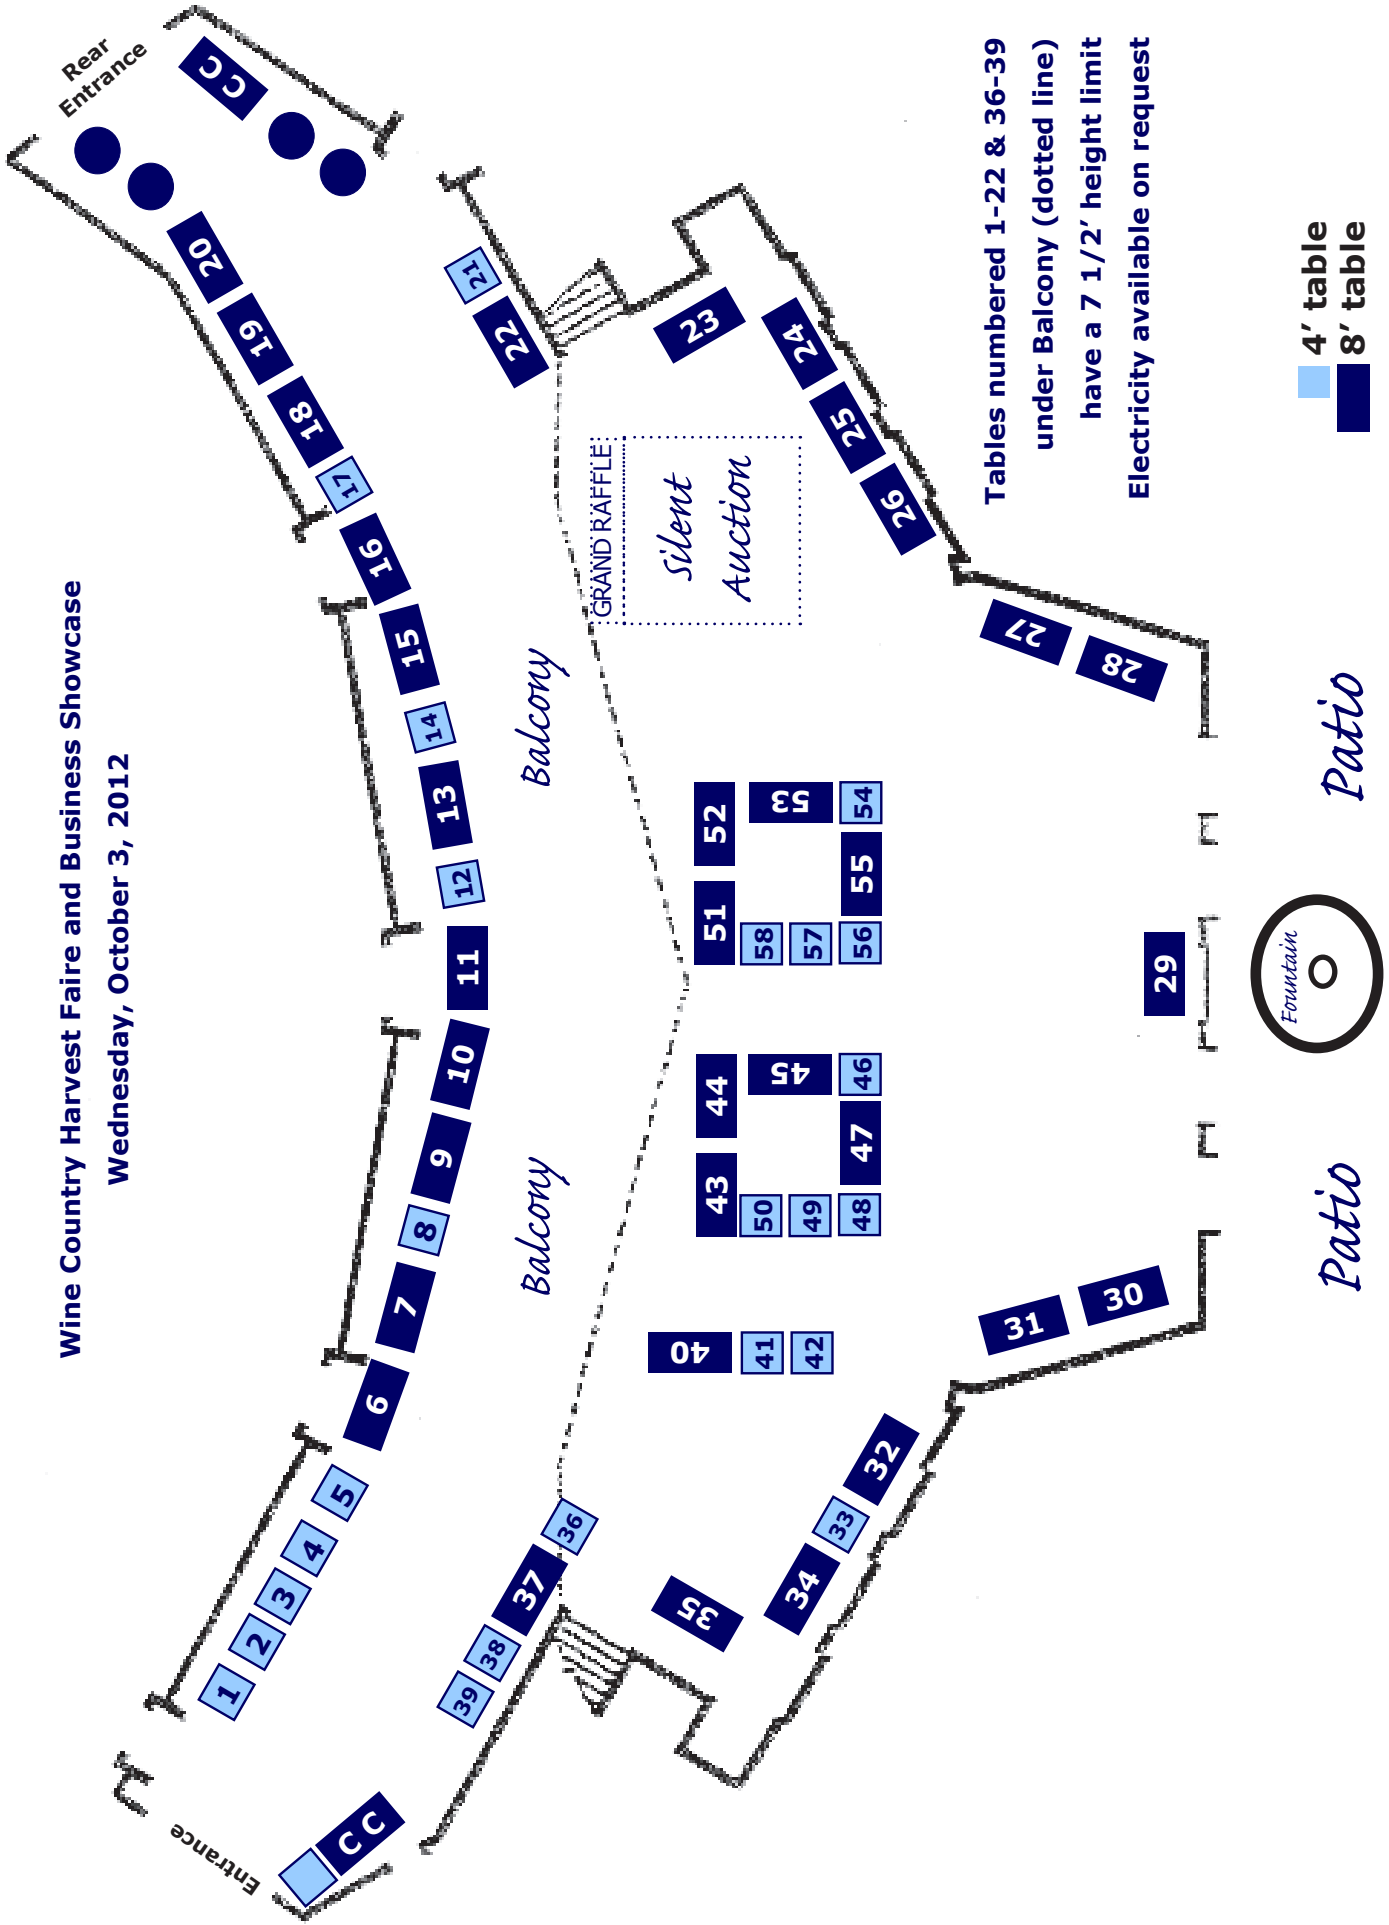 Wine Country Harvest Faire and Business Showcase
Wednesday, October 3, 2012
Rear
Entrance
C C
20
19
18
17
16
15
14
13
12
11
10
9
8
7
6
5
4
3
2
1
Entrance
C C
21
22
23
24
25
26
27
28
GRAND RAFFLE
Silent
Auction
Balcony
Balcony
52
53
54
51
55
58
57
56
44
45
46
43
47
50
49
48
40
41
42
29
30
31
32
33
34
35
36
37
38
39
Fountain
Patio
Patio
Tables numbered 1-22 & 36-39
under Balcony (dotted line)
have a 7 1/2’ height limit
Electricity available on request
4’ table
8’ table